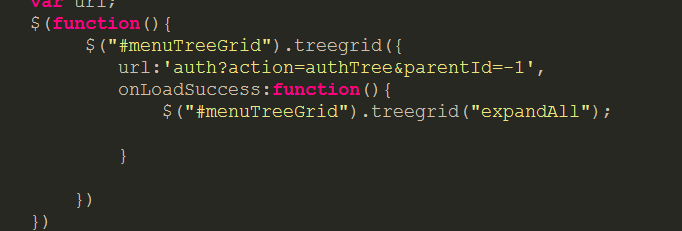 var url;
$(function(){
$("#menuTreeGrid").treegrid({
url:'auth?action=authTree&parentId=-1',
onLoadSuccess:function(){
$("#menuTreeGrid").treegrid("expandAll");
}
})
})